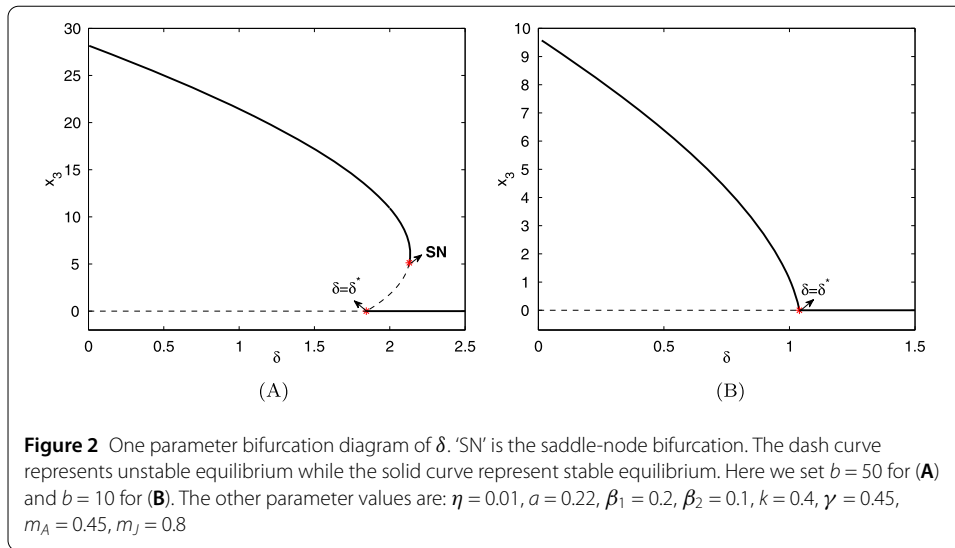 30
25
20
15
10
5
0
x₃
δ=δ*
SN
0 0.5 1 1.5 2 2.5
δ
(A)
10
9
8
7
6
5
4
3
2
1
0
x₃
δ=δ*
0 0.5 1 1.5
δ
(B)
Figure 2 One parameter bifurcation diagram of δ. ‘SN’ is the saddle-node bifurcation. The dash curve
represents unstable equilibrium while the solid curve represent stable equilibrium. Here we set b = 50 for (A)
and b = 10 for (B). The other parameter values are: η = 0.01, a = 0.22, β₁ = 0.2, β₂ = 0.1, k = 0.4, γ = 0.45,
m_A = 0.45, m_J = 0.8